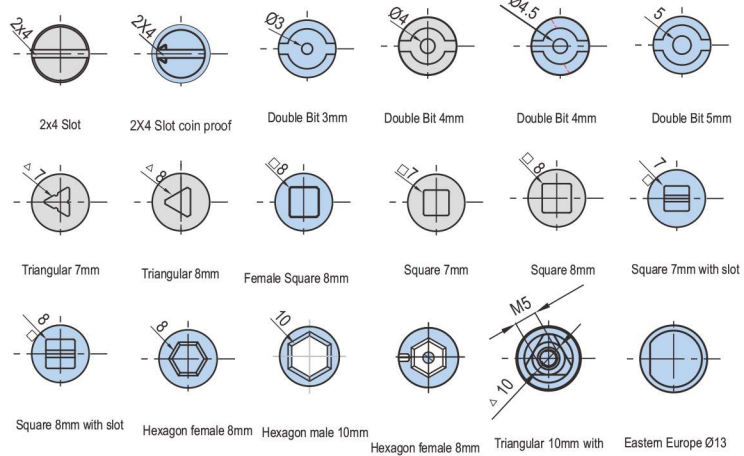 2x4
2X4
Ø3
Ø4
Ø4.5
5
2x4 Slot
2X4 Slot coin proof
Double Bit 3mm
Double Bit 4mm
Double Bit 4mm
Double Bit 5mm
△ 7
△ 8
□8
□7
□8
□ 7
Triangular 7mm
Triangular 8mm
Female Square 8mm
Square 7mm
Square 8mm
Square 7mm with slot
□ 8
8
10
M5
△ 10
Square 8mm with slot
Hexagon female 8mm
Hexagon male 10mm
Hexagon female 8mm
Triangular 10mm with
Eastern Europe Ø13